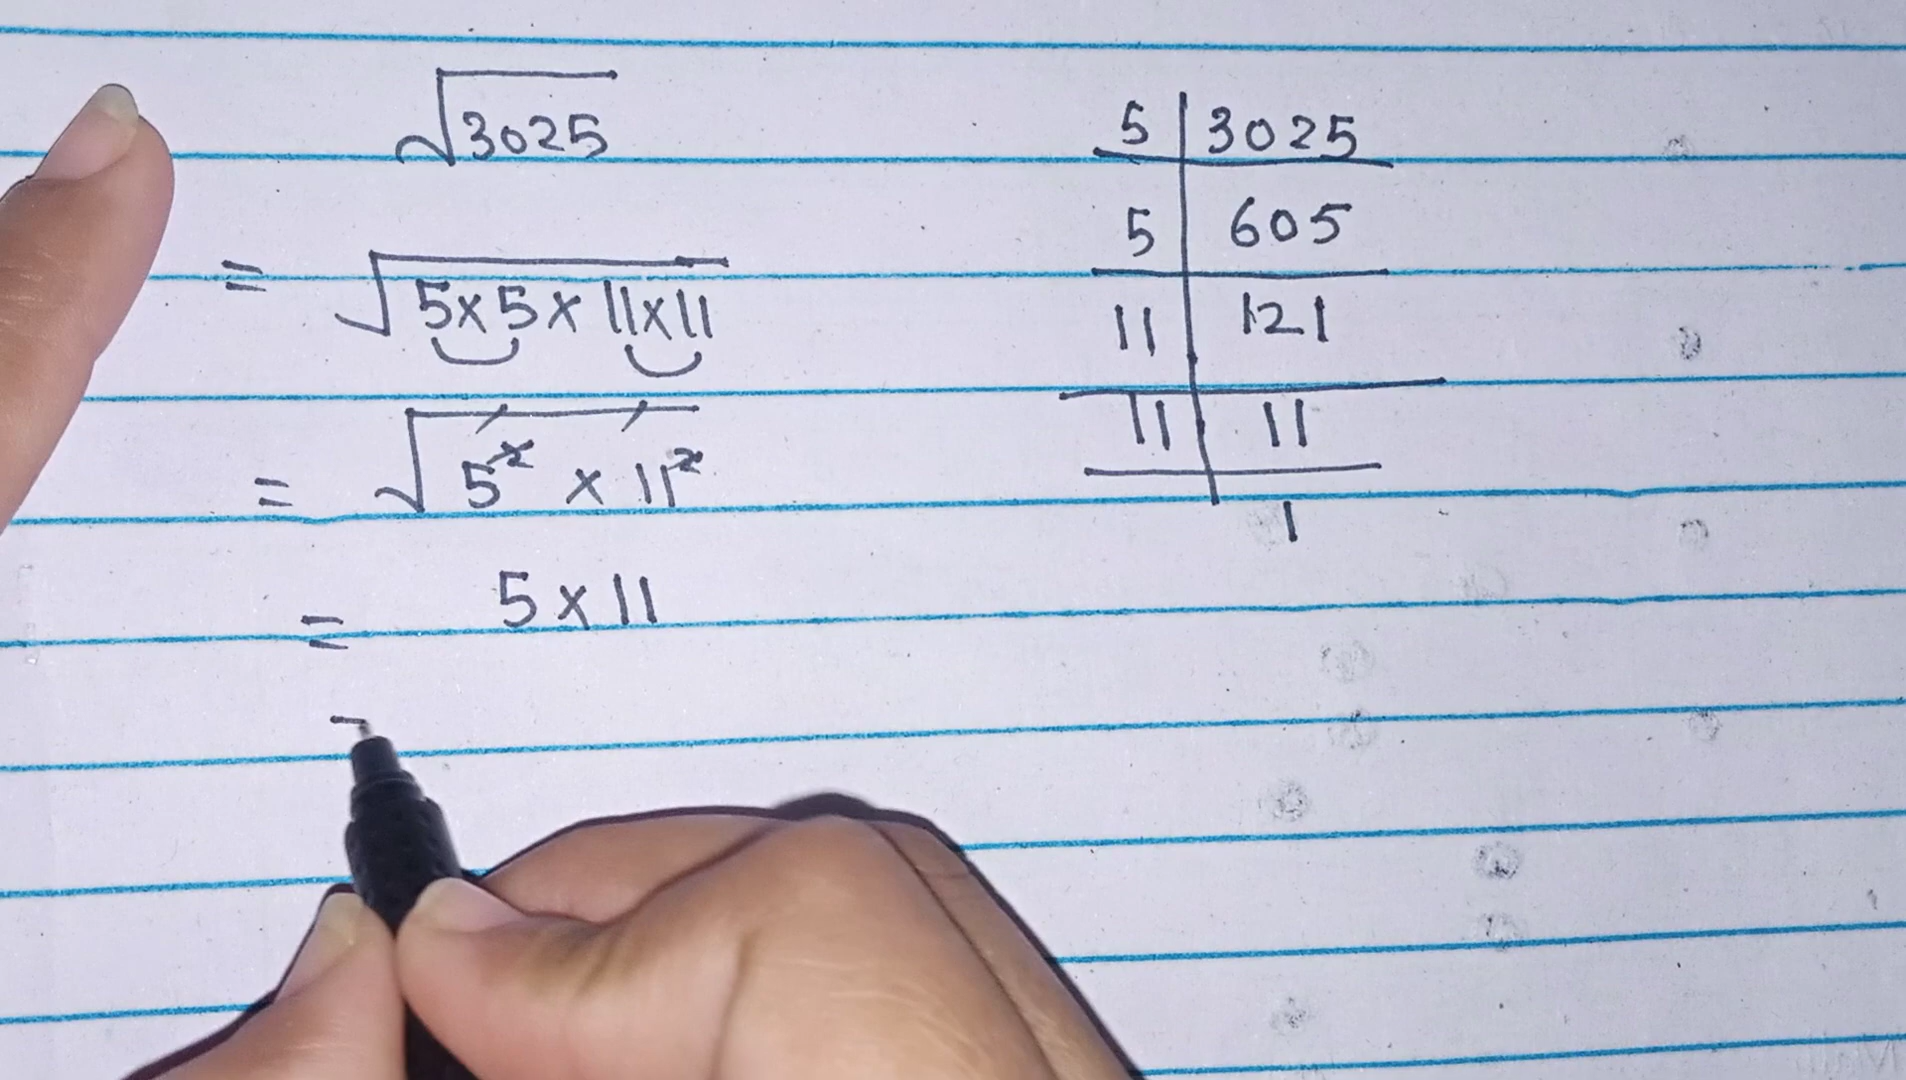 √3025
= √5×5×11×11
= √5² × 11²
= 5×11
5 | 3025
5 | 605
11 | 121
11 | 11
1